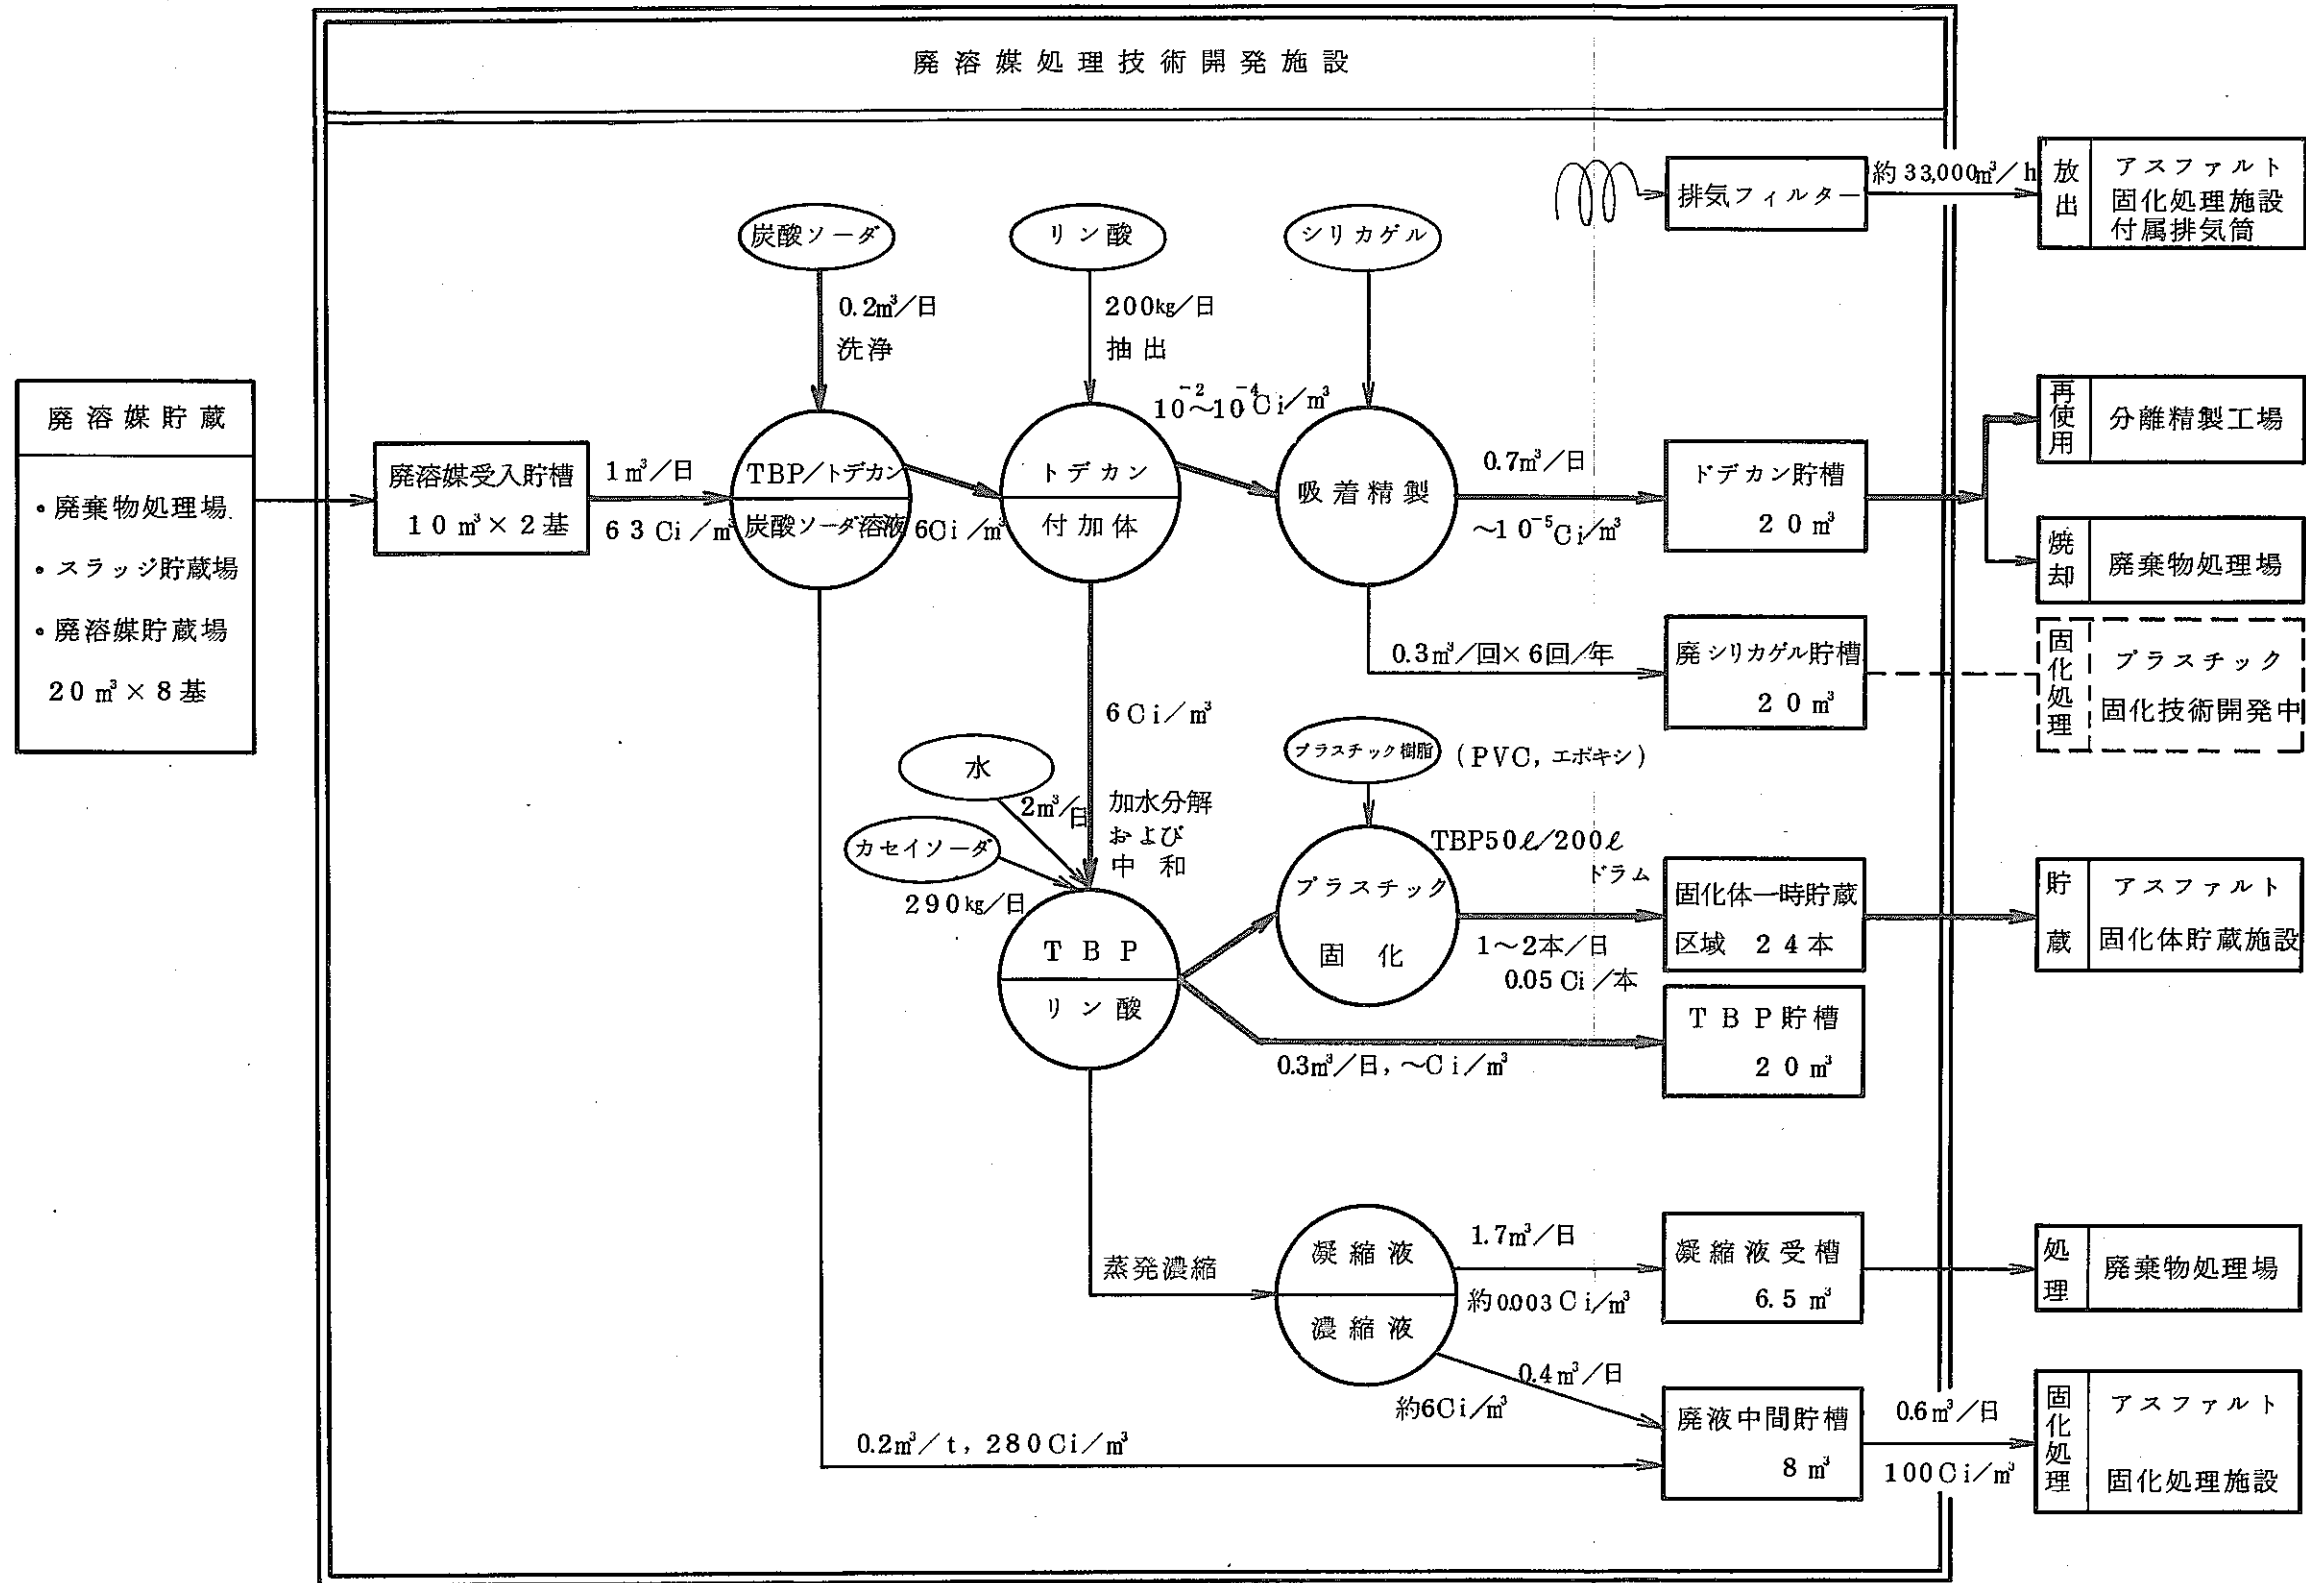 廃溶媒処理技術開発施設
廃溶媒貯蔵
・廃棄物処理場
・スラッジ貯蔵場
・廃溶媒貯蔵場
20m³×8基
廃溶媒受入貯槽
10m³×2基
1m³/日
63Ci/m³
炭酸ソーダ
0.2m³/日
洗浄
TBP/トデカン
炭酸ソーダ溶液
6Ci/m³
リン酸
200kg/日
抽出
トデカン
付加体
10⁻²~10⁻⁴Ci/m³
シリカゲル
吸着精製
0.7m³/日
~10⁻⁵Ci/m³
ドデカン貯槽
20m³
再使用
分離精製工場
焼却
廃棄物処理場
排気フィルター
約33,000m³/h
放出
アスファルト
固化処理施設
付属排気筒
0.3m³/回×6回/年
廃シリカゲル貯槽
20m³
固化処理
プラスチック
固化技術開発中
6Ci/m³
水
2m³/日
カセイソーダ
290kg/日
加水分解
および
中和
TBP
リン酸
プラスチック樹脂
(PVC, エポキシ)
プラスチック
固化
TBP50ℓ/200ℓ
ドラム
1~2本/日
0.05Ci/本
固化体一時貯蔵
区域 24本
貯蔵
アスファルト
固化体貯蔵施設
0.3m³/日, ~Ci/m³
TBP貯槽
20m³
蒸発濃縮
凝縮液
濃縮液
1.7m³/日
約0.003Ci/m³
凝縮液受槽
6.5m³
処理
廃棄物処理場
0.4m³/日
約6Ci/m³
0.2m³/t, 280Ci/m³
廃液中間貯槽
8m³
0.6m³/日
100Ci/m³
固化処理
アスファルト
固化処理施設